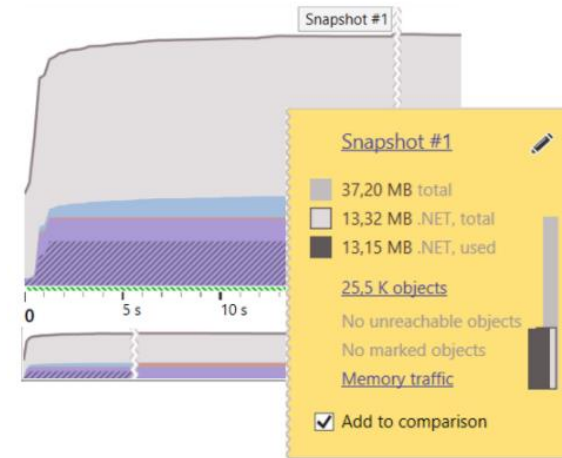 Snapshot #1
Snapshot #1
37,20 MB total
13,32 MB .NET, total
13,15 MB .NET, used
25,5 K objects
No unreachable objects
No marked objects
Memory traffic
Add to comparison
0
5 s
10 s